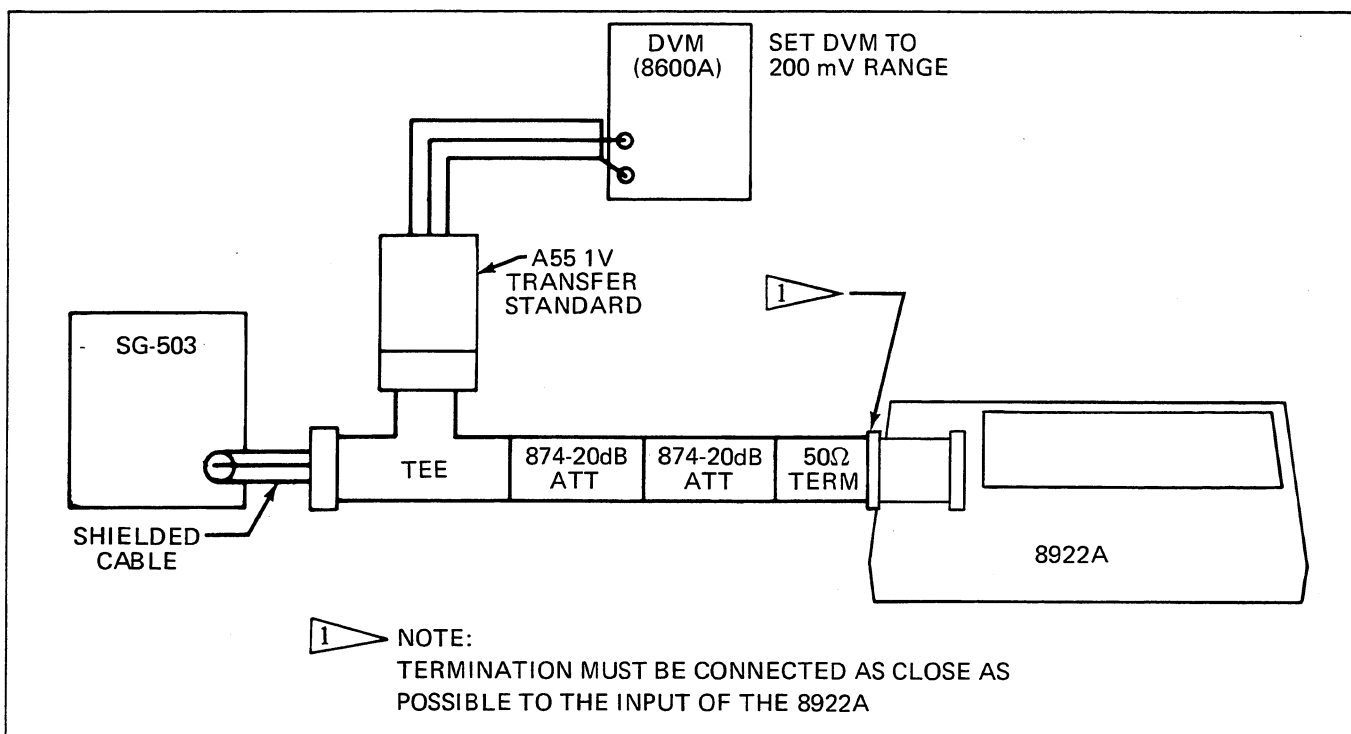 DVM
(8600A)
SET DVM TO
200 mV RANGE
A55 1V
TRANSFER
STANDARD
1
SG-503
TEE
874-20dB
ATT
874-20dB
ATT
50Ω
TERM
SHIELDED
CABLE
8922A
1
NOTE:
TERMINATION MUST BE CONNECTED AS CLOSE AS
POSSIBLE TO THE INPUT OF THE 8922A